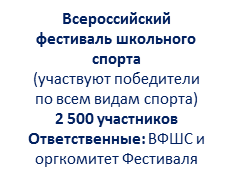 Всероссийский
фестиваль школьного
спорта
(участвуют победители
по всем видам спорта)
2 500 участников
Ответственные: ВФШС и
оргкомитет Фестиваля